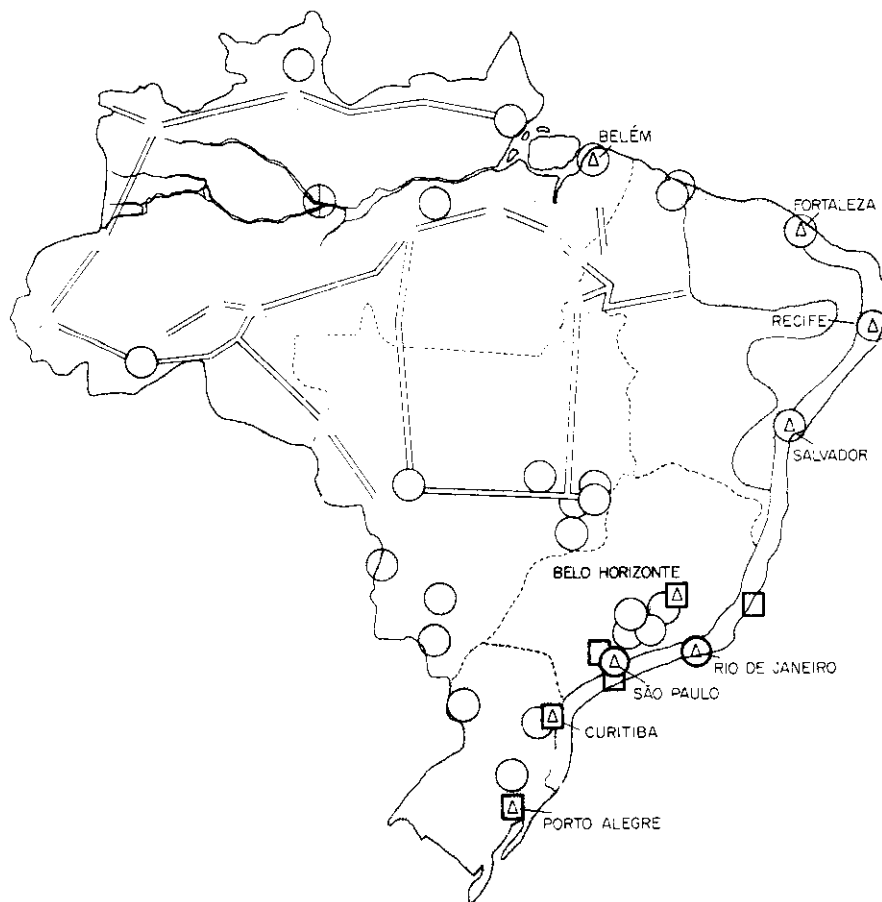 BELÉM
FORTALEZA
RECIFE
SALVADOR
BELO HORIZONTE
RIO DE JANEIRO
SÃO PAULO
CURITIBA
PORTO ALEGRE